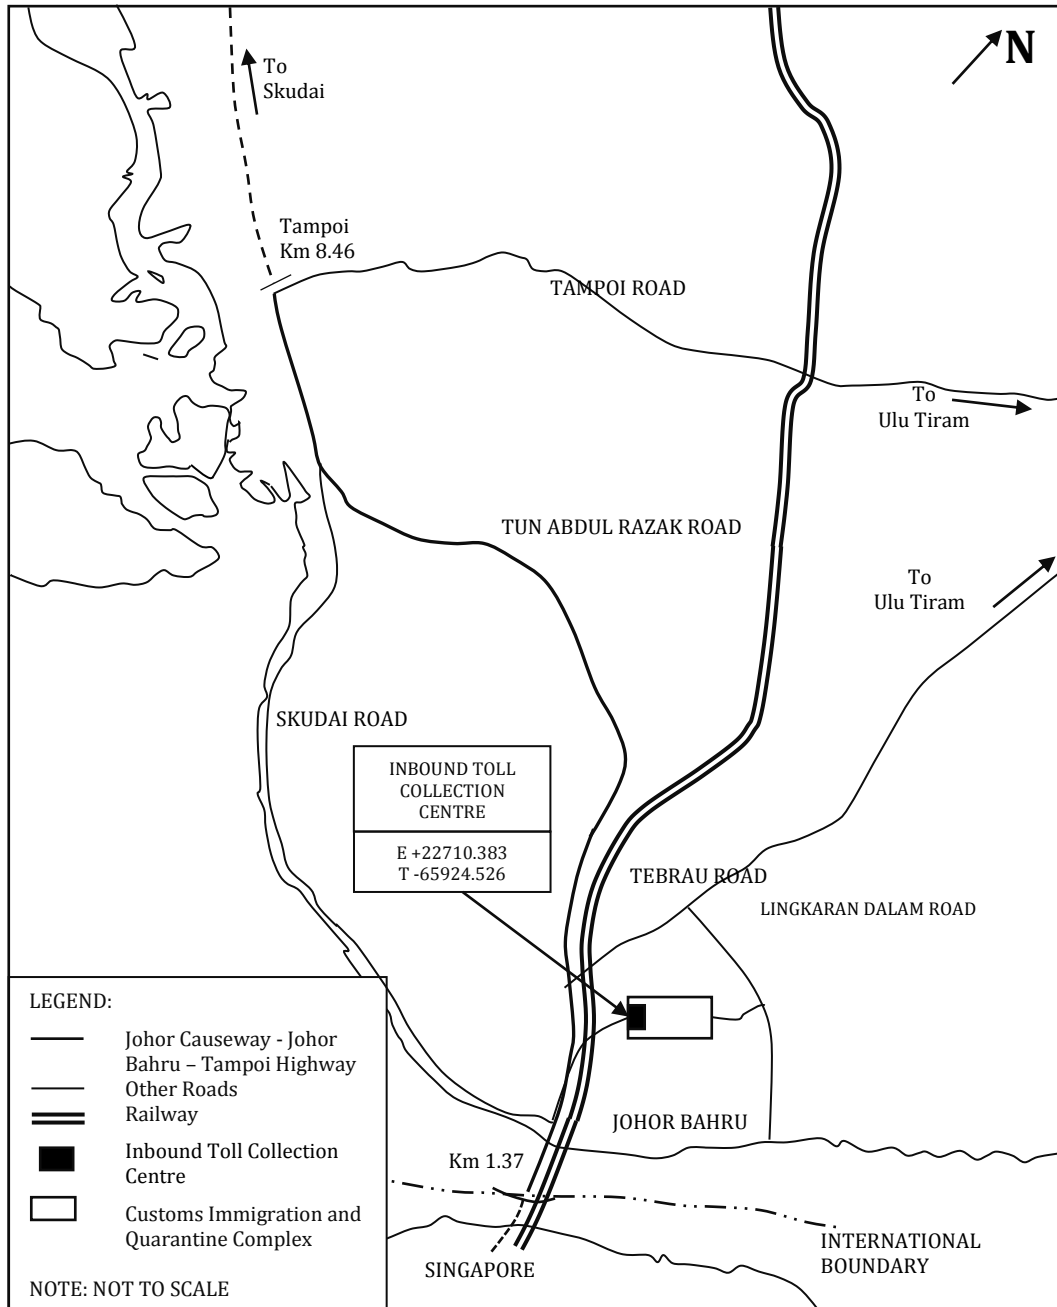 N
To
Skudai
Tampoi
Km 8.46
TAMPOI ROAD
To
Ulu Tiram
TUN ABDUL RAZAK ROAD
To
Ulu Tiram
SKUDAI ROAD
INBOUND TOLL
COLLECTION
CENTRE
E +22710.383
T -65924.526
TEBRAU ROAD
LINGKARAN DALAM ROAD
LEGEND:
Johor Causeway - Johor
Bahru – Tampoi Highway
Other Roads
Railway
Inbound Toll Collection
Centre
Customs Immigration and
Quarantine Complex
NOTE: NOT TO SCALE
JOHOR BAHRU
Km 1.37
SINGAPORE
INTERNATIONAL
BOUNDARY